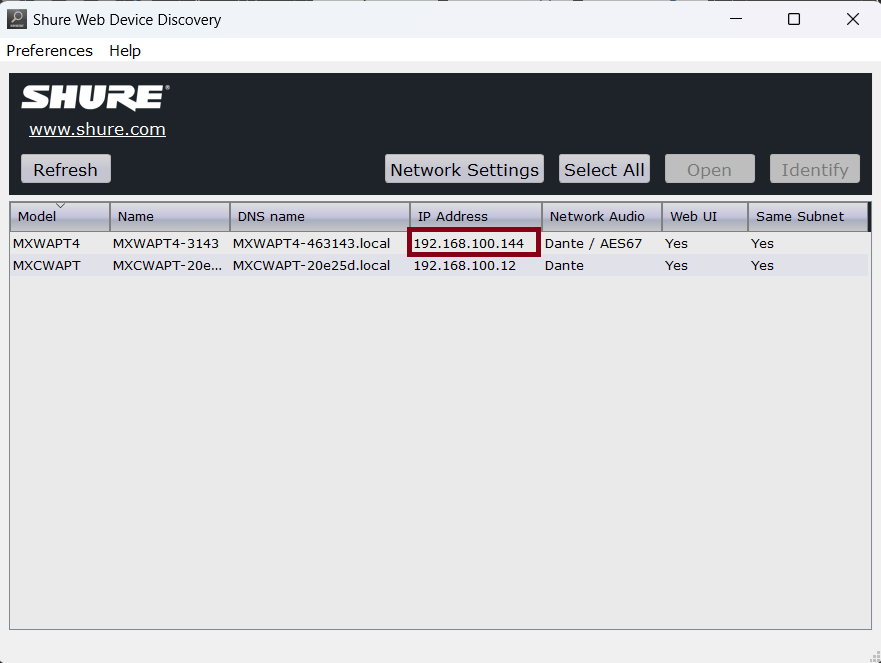 Shure Web Device Discovery
Preferences Help
SHURE
www.shure.com
Refresh Network Settings Select All Open Identify
Model Name DNS name IP Address Network Audio Web UI Same Subnet
MXWAPT4 MXWAPT4-3143 MXWAPT4-463143.local 192.168.100.144 Dante / AES67 Yes Yes
MXCWAPT MXCWAPT-20e... MXCWAPT-20e25d.local 192.168.100.12 Dante Yes Yes